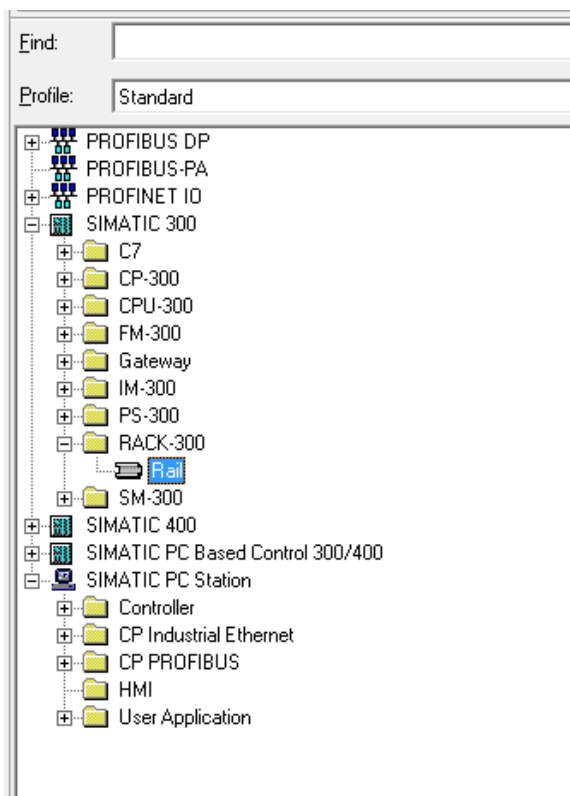 Find:
Profile: Standard
PROFIBUS DP
PROFIBUS-PA
PROFINET IO
SIMATIC 300
C7
CP-300
CPU-300
FM-300
Gateway
IM-300
PS-300
RACK-300
Rail
SM-300
SIMATIC 400
SIMATIC PC Based Control 300/400
SIMATIC PC Station
Controller
CP Industrial Ethernet
CP PROFIBUS
HMI
User Application